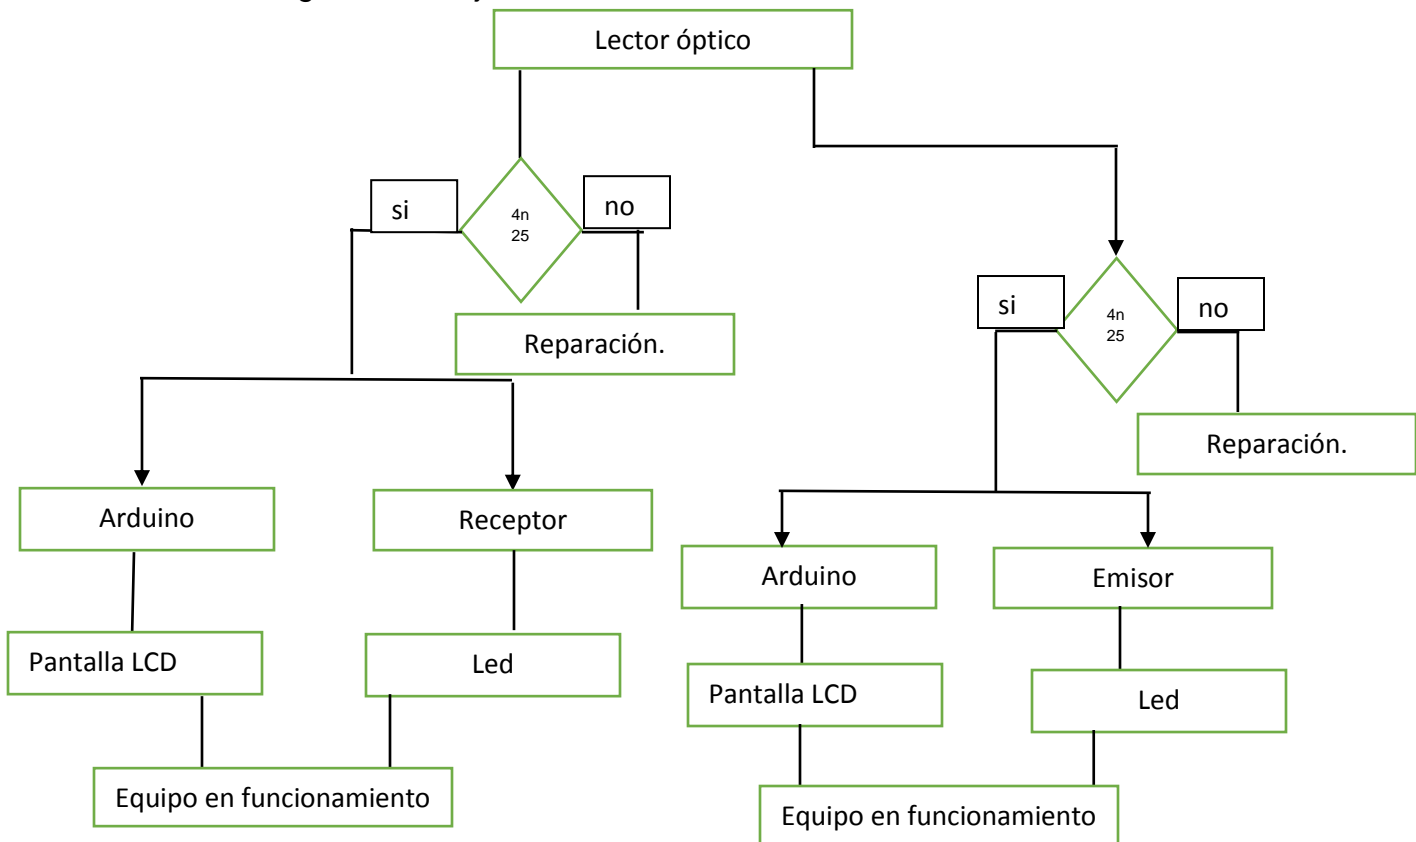 Lector óptico
si
4n
25
no
Reparación.
si
4n
25
no
Reparación.
Arduino
Receptor
Arduino
Emisor
Pantalla LCD
Led
Pantalla LCD
Led
Equipo en funcionamiento
Equipo en funcionamiento